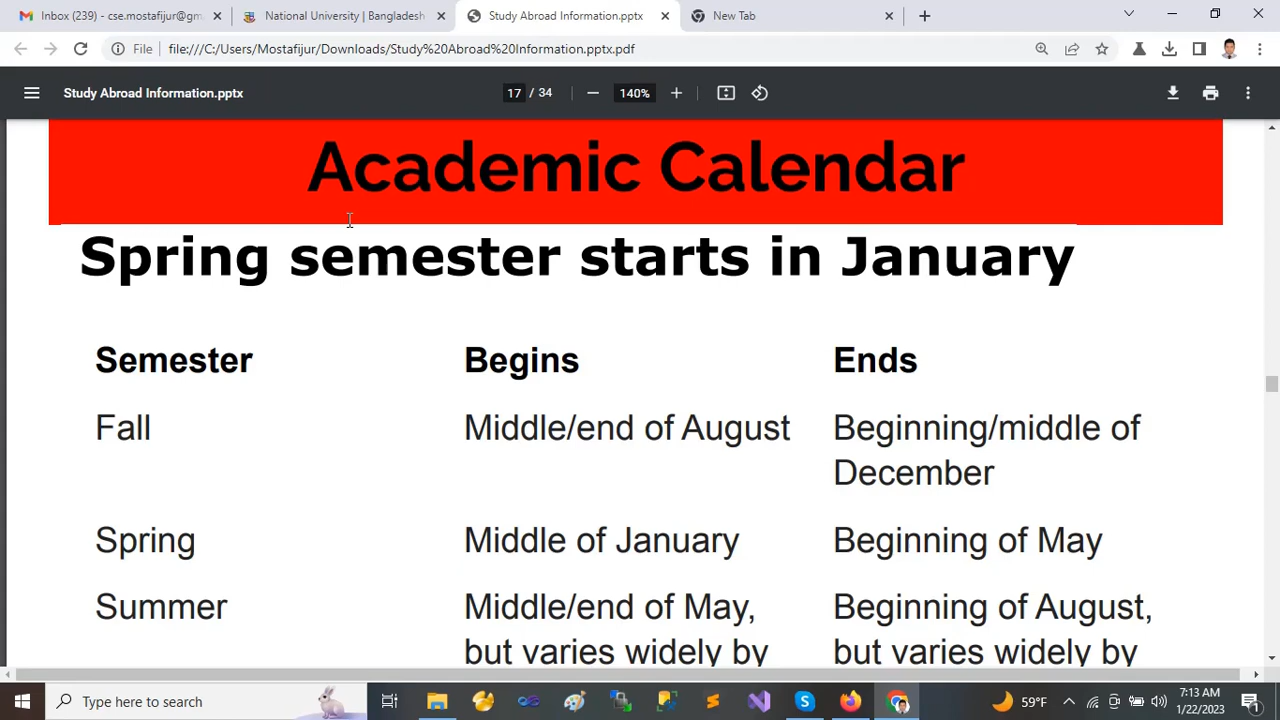 Inbox (239) - cse.mostafijur@gm
National University | Bangladesh
Study Abroad Information.pptx
New Tab
File
file:///C:/Users/Mostafijur/Downloads/Study%20Abroad%20Information.pptx.pdf
Study Abroad Information.pptx
17 / 34
140%
Academic Calendar
Spring semester starts in January
Semester Begins Ends
Fall Middle/end of August Beginning/middle of
December
Spring Middle of January Beginning of May
Summer Middle/end of May, Beginning of August,
but varies widely by but varies widely by
Type here to search
59°F
7:13 AM
1/22/2023
1